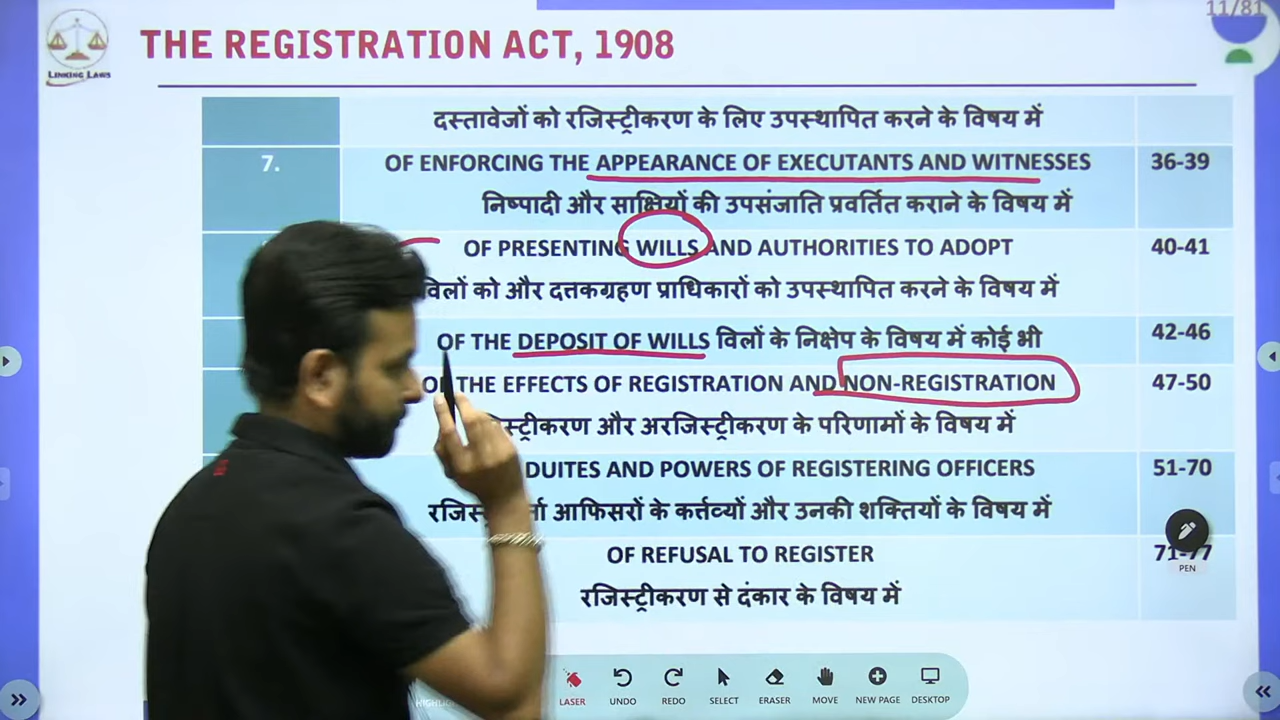 11/81
LINKING LAWS
THE REGISTRATION ACT, 1908
दस्तावेजों को रजिस्ट्रीकरण के लिए उपस्थापित करने के विषय में
7. OF ENFORCING THE APPEARANCE OF EXECUTANTS AND WITNESSES 36-39
निष्पादी और साक्षियों की उपसंजाति प्रवर्तित कराने के विषय में
OF PRESENTING WILLS AND AUTHORITIES TO ADOPT 40-41
विलों को और दत्तकग्रहण प्राधिकारों को उपस्थापित करने के विषय में
OF THE DEPOSIT OF WILLS विलों के निक्षेप के विषय में कोई भी 42-46
THE EFFECTS OF REGISTRATION AND NON-REGISTRATION 47-50
और अरजिस्ट्रीकरण के परिणामों के विषय में
DUITES AND POWERS OF REGISTERING OFFICERS 51-70
आफिसरों के कर्त्तव्यों और उनकी शक्तियों के विषय में
OF REFUSAL TO REGISTER 71-77
रजिस्ट्रीकरण से दंकार के विषय में
PEN
LASER UNDO REDO SELECT ERASER MOVE NEW PAGE DESKTOP